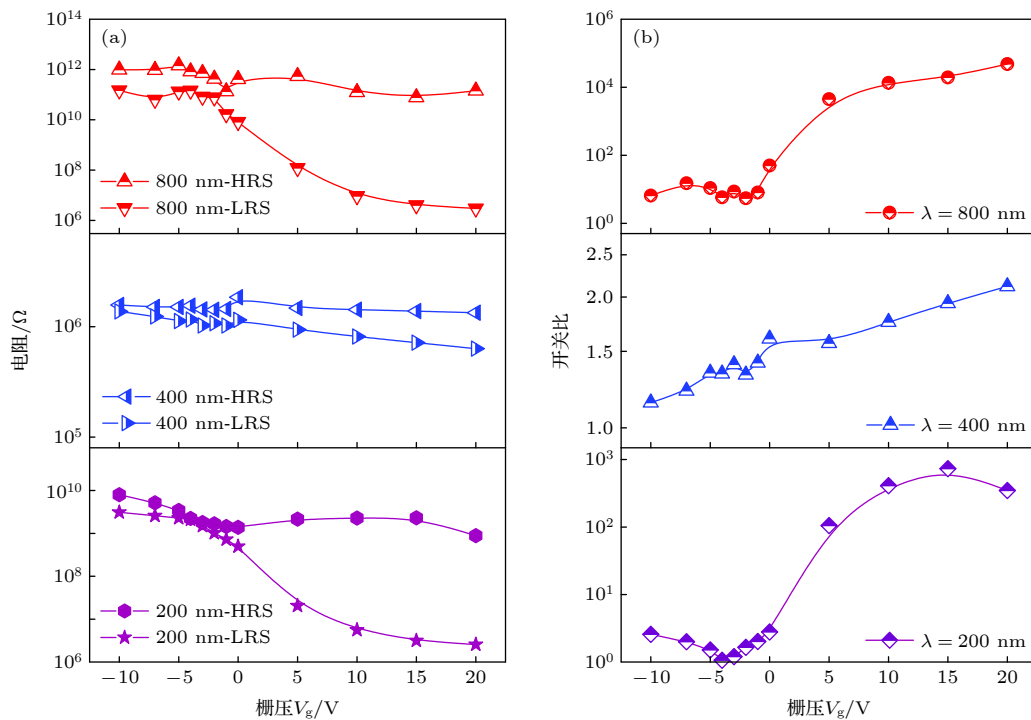 (a)
10^14
10^12
10^10
10^8
10^6
800 nm-HRS
800 nm-LRS
10^6
10^5
400 nm-HRS
400 nm-LRS
10^10
10^8
10^6
200 nm-HRS
200 nm-LRS
−10 −5 0 5 10 15 20
栅压V_g/V
电阻/Ω
(b)
10^6
10^4
10^2
10^0
λ = 800 nm
2.5
2.0
1.5
1.0
λ = 400 nm
10^3
10^2
10^1
10^0
λ = 200 nm
−10 −5 0 5 10 15 20
栅压V_g/V
开关比